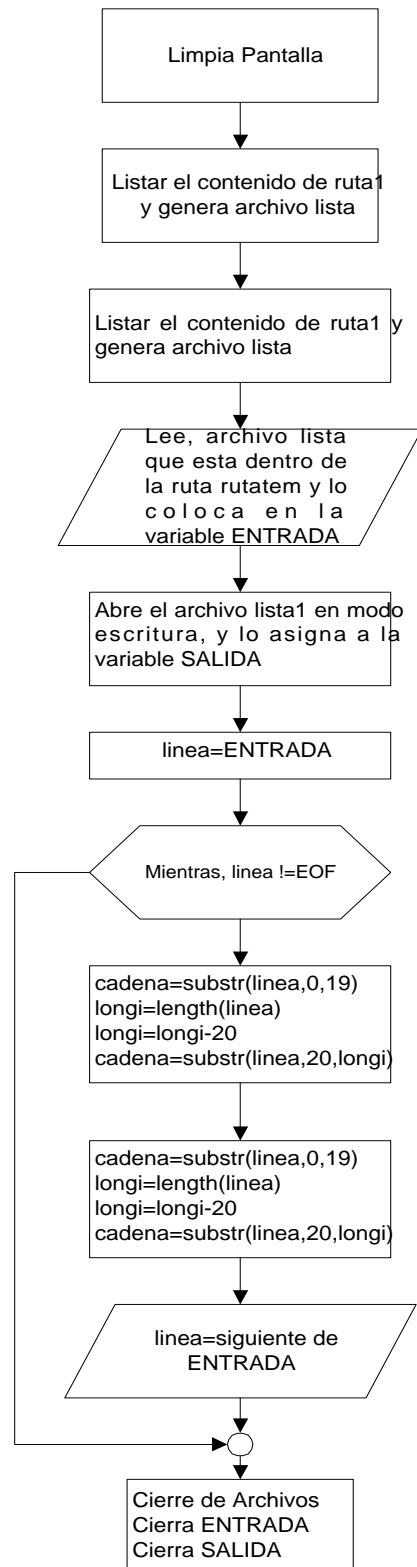 Limpia Pantalla
Listar el contenido de ruta1
y genera archivo lista
Listar el contenido de ruta1 y
genera archivo lista
Lee, archivo lista
que esta dentro de
la ruta rutatem y lo
coloca en la
variable ENTRADA
Abre el archivo lista1 en modo
escritura, y lo asigna a la
variable SALIDA
linea=ENTRADA
Mientras, linea !=EOF
cadena=substr(linea,0,19)
longi=length(linea)
longi=longi-20
cadena=substr(linea,20,longi)
cadena=substr(linea,0,19)
longi=length(linea)
longi=longi-20
cadena=substr(linea,20,longi)
linea=siguiente de
ENTRADA
Cierre de Archivos
Cierra ENTRADA
Cierra SALIDA